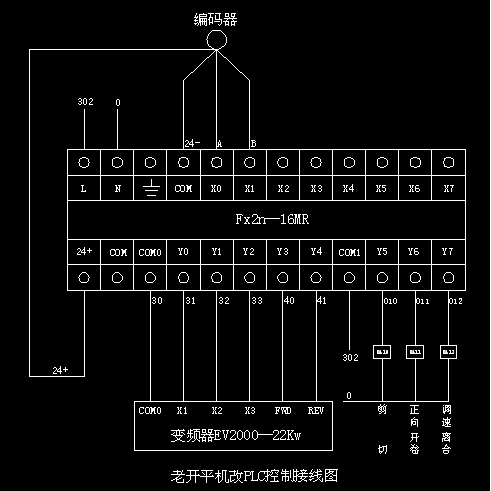 编码器
302 0
24- A B
L N COM X0 X1 X2 X3 X4 X5 X6 X7
Fx2n—16MR
24+ COM COM0 Y0 Y1 Y2 Y3 Y4 COM1 Y5 Y6 Y7
30 31 32 33 40 41 010 011 012
302
24+
0
COM0 X1 X2 X3 FWD REV
变频器EV2000—22Kw
剪切
正向开卷
调速离合
老开平机改PLC控制接线图